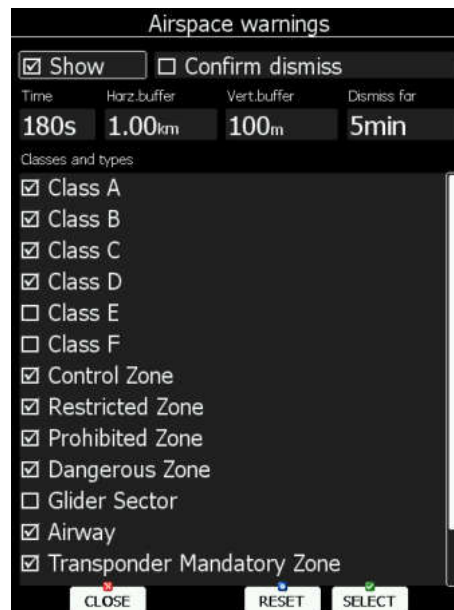 Airspace warnings
Show Confirm dismiss
Time Harz.buffer Vert.buffer Dismiss far
180s 1.00km 100m 5min
Classes and types
Class A
Class B
Class C
Class D
Class E
Class F
Control Zone
Restricted Zone
Prohibited Zone
Dangerous Zone
Glider Sector
Airway
Transponder Mandatory Zone
CLOSE RESET SELECT